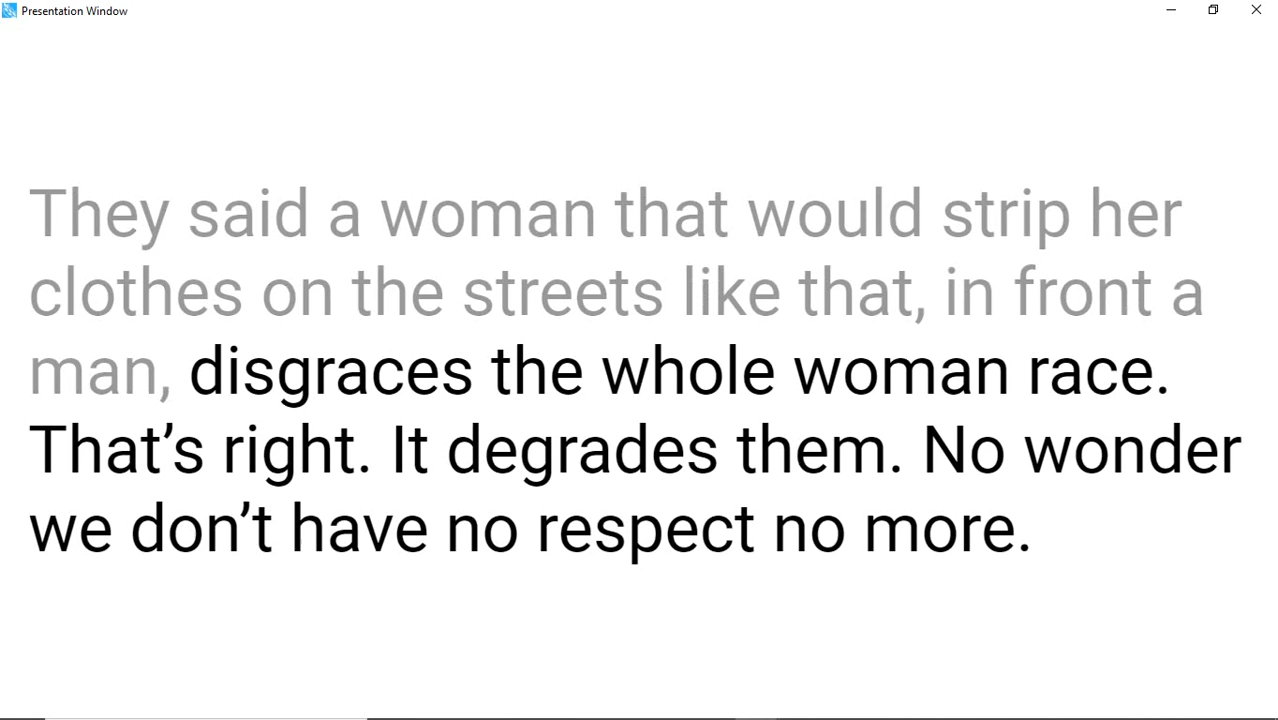 Presentation Window
They said a woman that would strip her
clothes on the streets like that, in front a
man, disgraces the whole woman race.
That’s right. It degrades them. No wonder
we don’t have no respect no more.